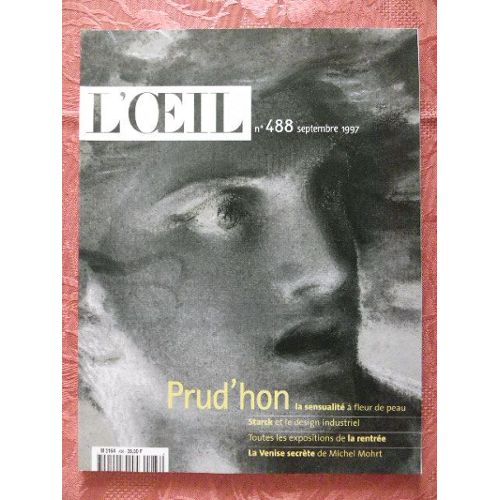 L'ŒIL
n° 488 septembre 1997
Prud'hon la sensualité à fleur de peau
Starck et le design industriel
Toutes les expositions de la rentrée
La Venise secrète de Michel Mohrt